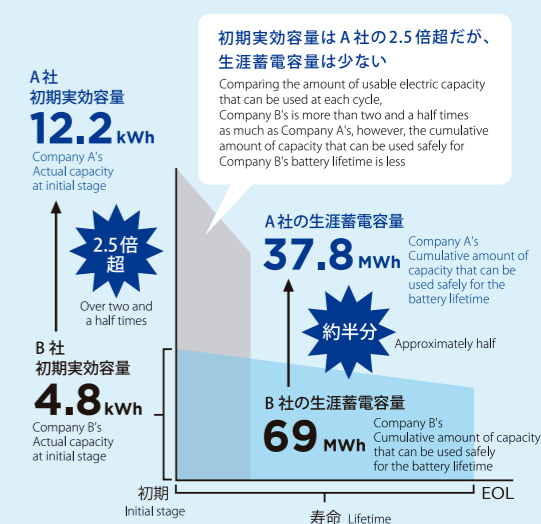 初期実効容量はA社の2.5倍超だが、
生涯蓄電容量は少ない
Comparing the amount of usable electric capacity
that can be used at each cycle,
Company B's is more than two and a half times
as much as Company A's, however, the cumulative
amount of capacity that can be used safely for
Company B's battery lifetime is less
A社
初期実効容量
12.2 kWh
Company A's
Actual capacity
at initial stage
2.5倍
超
Over two and
a half times
B社
初期実効容量
4.8 kWh
Company B's
Actual capacity
at initial stage
A社の生涯蓄電容量
37.8 MWh
Company A's
Cumulative amount of
capacity that can be
used safely for the
battery lifetime
約半分
Approximately half
B社の生涯蓄電容量
69 MWh
Company B's
Cumulative amount of capacity
that can be used safely
for the battery lifetime
初期
Initial stage
EOL
寿命 Lifetime